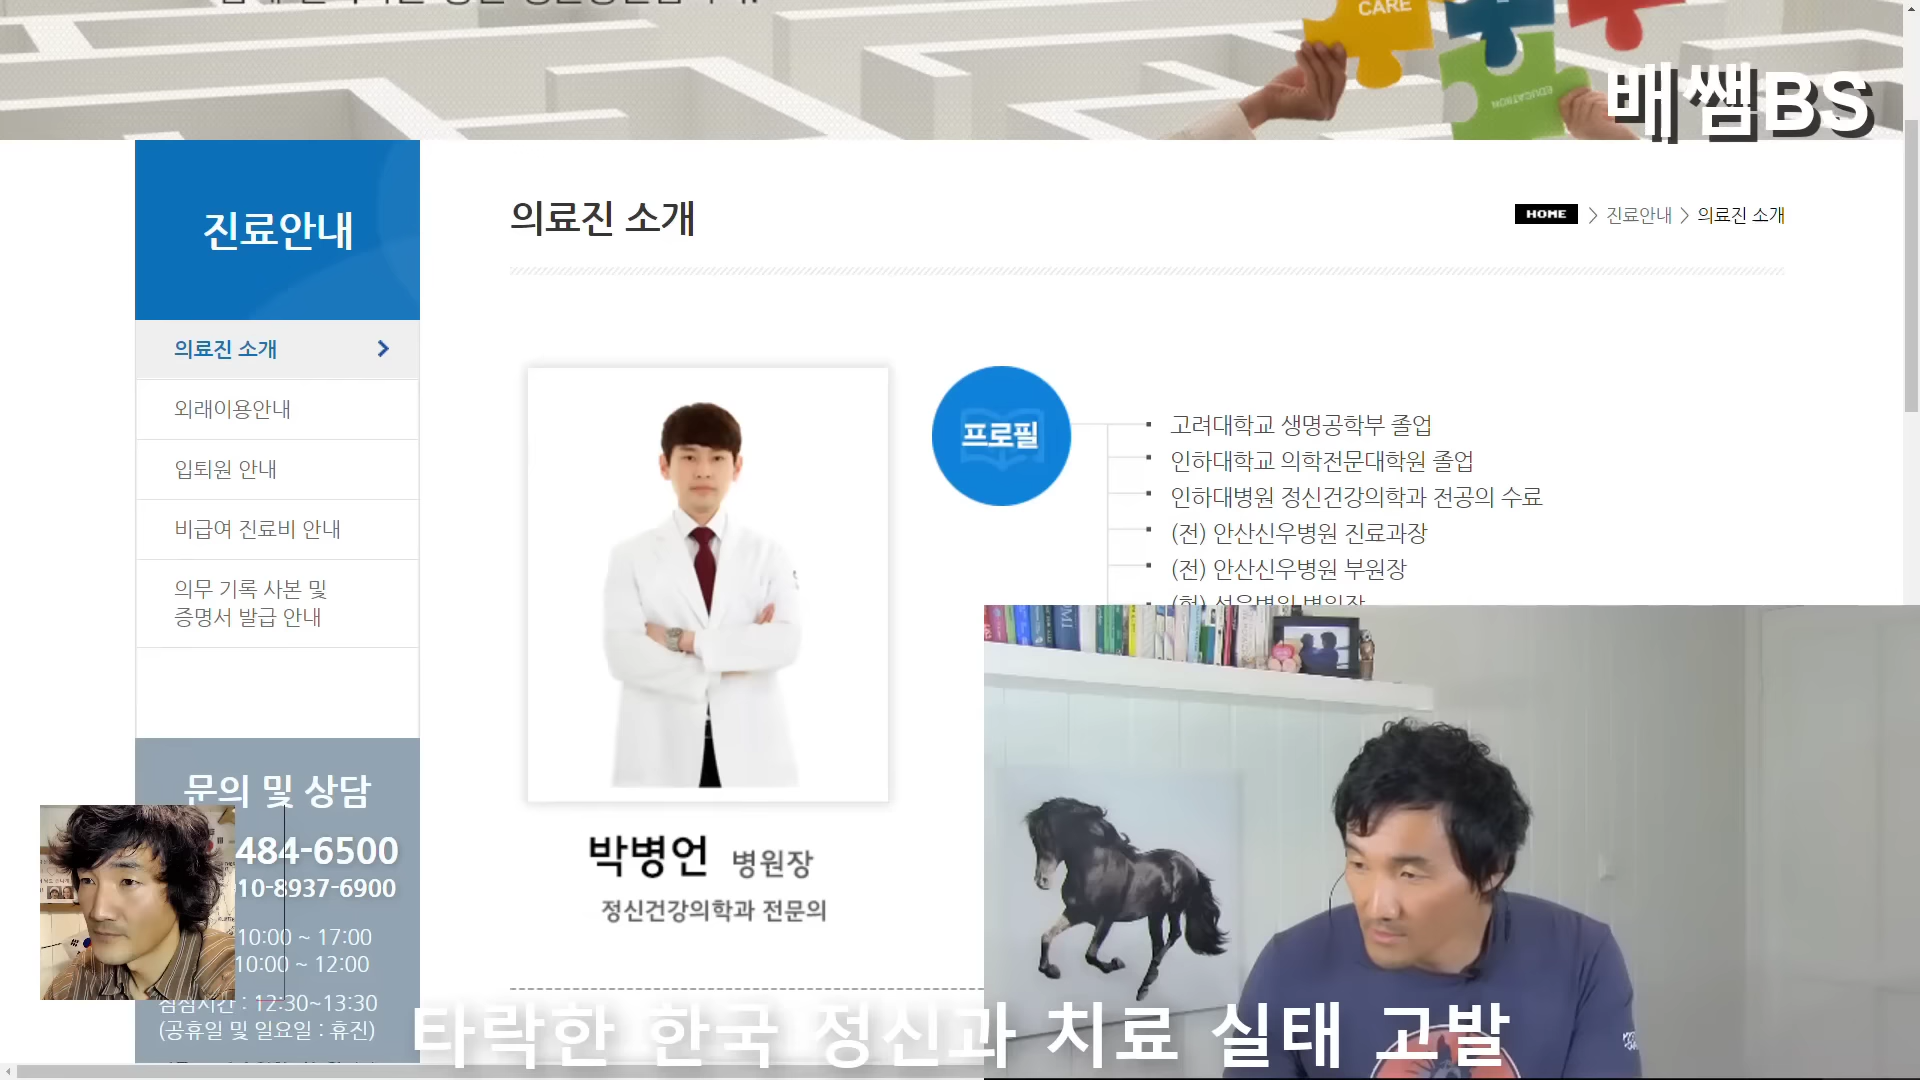 CARE
EDUCATION
배쌤BS
진료안내
의료진 소개
HOME > 진료안내 > 의료진 소개
의료진 소개
외래이용안내
입퇴원 안내
비급여 진료비 안내
의무 기록 사본 및
증명서 발급 안내
문의 및 상담
484-6500
10-8937-6900
10:00 ~ 17:00
10:00 ~ 12:00
점심시간 : 12:30~13:30
(공휴일 및 일요일 : 휴진)
박병언 병원장
정신건강의학과 전문의
프로필
고려대학교 생명공학부 졸업
인하대학교 의학전문대학원 졸업
인하대병원 정신건강의학과 전공의 수료
(전) 안산신우병원 진료과장
(전) 안산신우병원 부원장
타락한 한국 정신과 치료 실태 고발